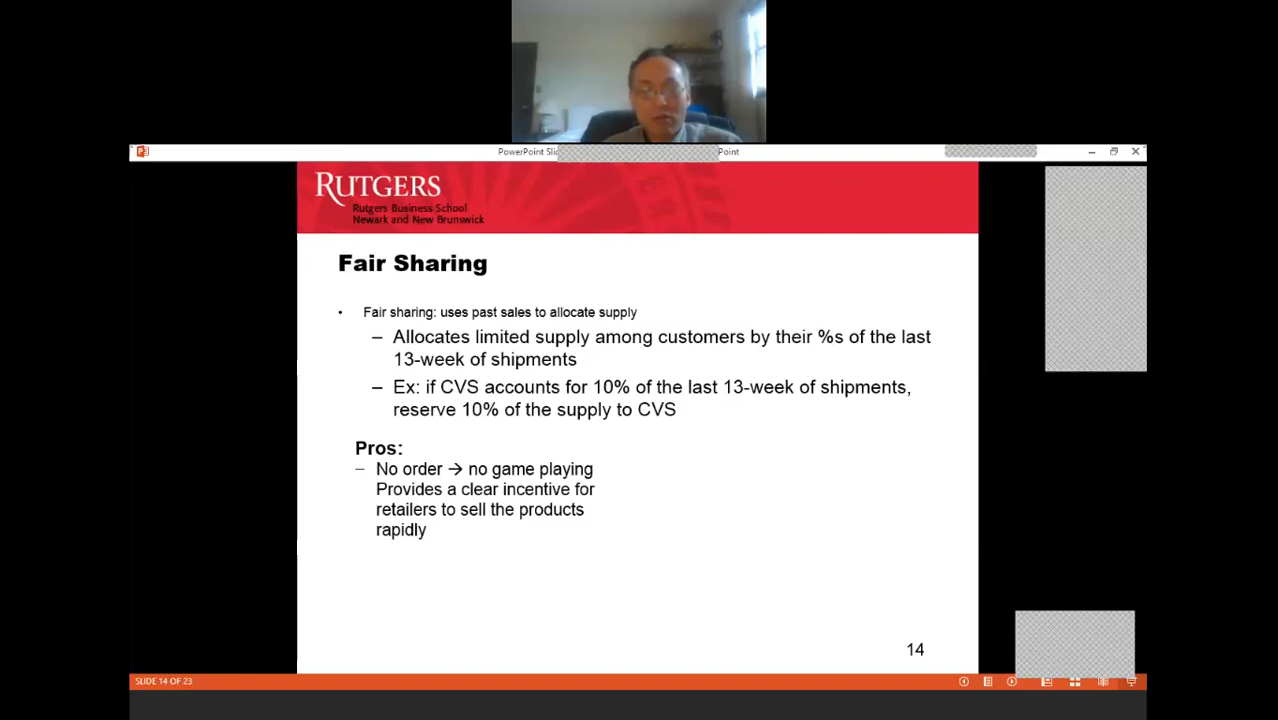 PowerPoint Point
RUTGERS
Rutgers Business School
Newark and New Brunswick
Fair Sharing
• Fair sharing: uses past sales to allocate supply
– Allocates limited supply among customers by their %s of the last
13-week of shipments
– Ex: if CVS accounts for 10% of the last 13-week of shipments,
reserve 10% of the supply to CVS
Pros:
– No order → no game playing
Provides a clear incentive for
retailers to sell the products
rapidly
14
SLIDE 14 OF 23